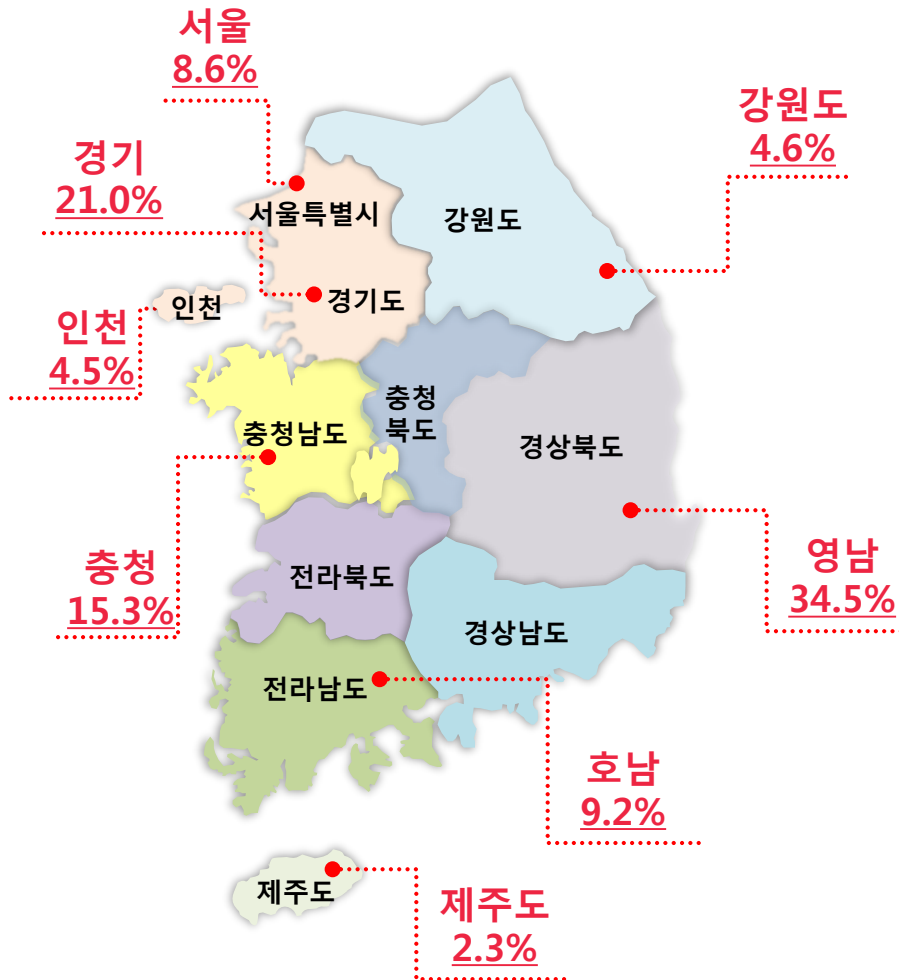 서울
8.6%
강원도
4.6%
경기
21.0%
서울특별시
강원도
인천
경기도
인천
4.5%
충청
북도
충청남도
경상북도
충청
15.3%
영남
34.5%
전라북도
경상남도
전라남도
호남
9.2%
제주도
제주도
2.3%